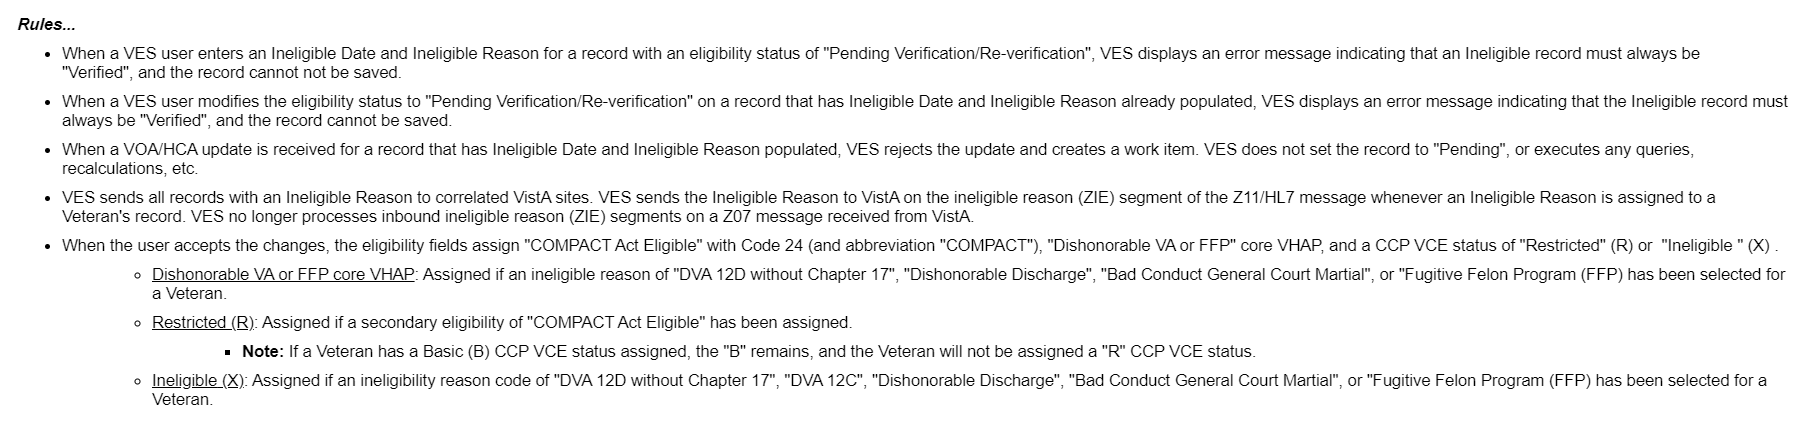 Rules...
• When a VES user enters an Ineligible Date and Ineligible Reason for a record with an eligibility status of "Pending Verification/Re-verification", VES displays an error message indicating that an Ineligible record must always be
"Verified", and the record cannot not be saved.
• When a VES user modifies the eligibility status to "Pending Verification/Re-verification" on a record that has Ineligible Date and Ineligible Reason already populated, VES displays an error message indicating that the Ineligible record must
always be "Verified", and the record cannot be saved.
• When a VOA/HCA update is received for a record that has Ineligible Date and Ineligible Reason populated, VES rejects the update and creates a work item. VES does not set the record to "Pending", or executes any queries,
recalculations, etc.
• VES sends all records with an Ineligible Reason to correlated VistA sites. VES sends the Ineligible Reason to VistA on the ineligible reason (ZIE) segment of the Z11/HL7 message whenever an Ineligible Reason is assigned to a
Veteran's record. VES no longer processes inbound ineligible reason (ZIE) segments on a Z07 message received from VistA.
• When the user accepts the changes, the eligibility fields assign "COMPACT Act Eligible" with Code 24 (and abbreviation "COMPACT"), "Dishonorable VA or FFP" core VHAP, and a CCP VCE status of "Restricted" (R) or "Ineligible " (X) .
◦ Dishonorable VA or FFP core VHAP: Assigned if an ineligible reason of "DVA 12D without Chapter 17", "Dishonorable Discharge", "Bad Conduct General Court Martial", or "Fugitive Felon Program (FFP) has been selected for
a Veteran.
◦ Restricted (R): Assigned if a secondary eligibility of "COMPACT Act Eligible" has been assigned.
▪ Note: If a Veteran has a Basic (B) CCP VCE status assigned, the "B" remains, and the Veteran will not be assigned a "R" CCP VCE status.
◦ Ineligible (X): Assigned if an ineligibility reason code of "DVA 12D without Chapter 17", "DVA 12C", "Dishonorable Discharge", "Bad Conduct General Court Martial", or "Fugitive Felon Program (FFP) has been selected for a
Veteran.